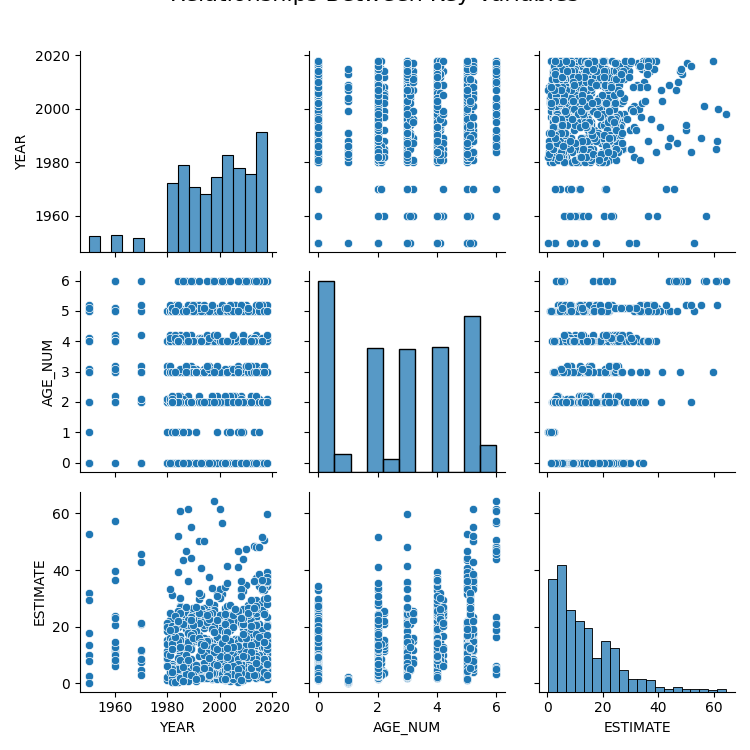 Relationships Between Key Variables
2020
2000
YEAR
1980
1960
6
5
4
AGE_NUM
3
2
1
0
60
40
ESTIMATE
20
0
1960 1980 2000 2020 0 2 4 6 0 20 40 60
YEAR AGE_NUM ESTIMATE